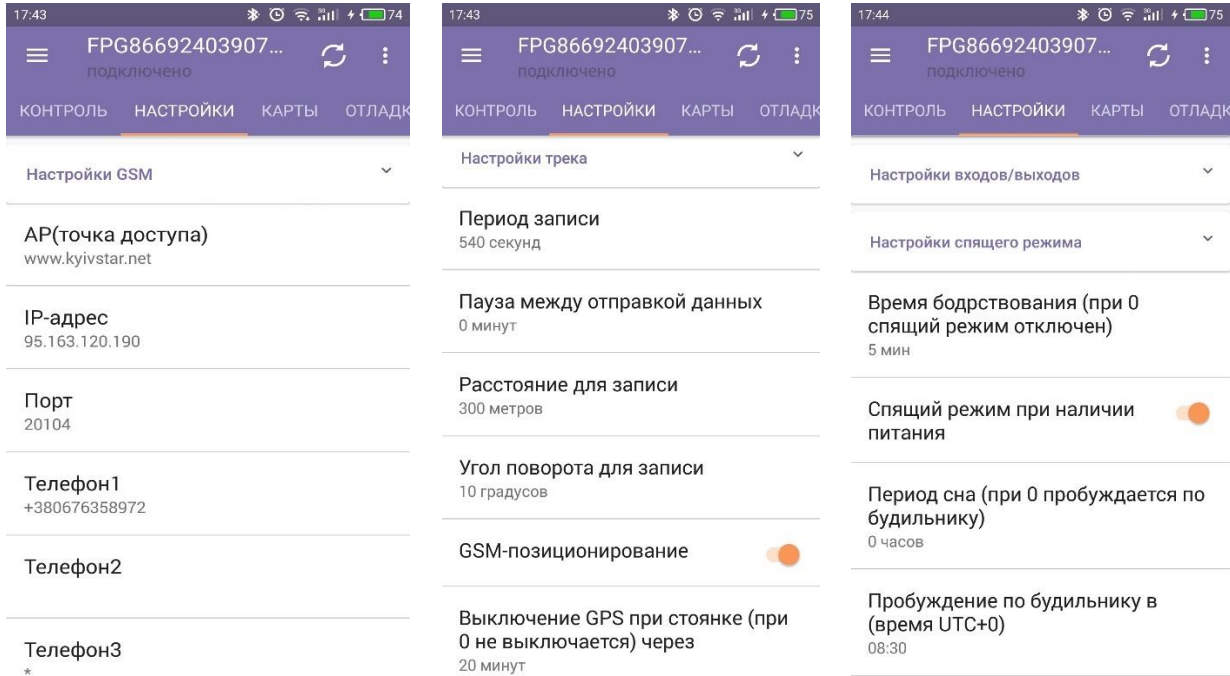 17:43
3G
74
FPG86692403907...
подключено
КОНТРОЛЬ НАСТРОЙКИ КАРТЫ ОТЛАДК
Настройки GSM
AP(точка доступа)
www.kyivstar.net
IP-адрес
95.163.120.190
Порт
20104
Телефон1
+380676358972
Телефон2
Телефон3
*
17:43
3G
75
FPG86692403907...
подключено
КОНТРОЛЬ НАСТРОЙКИ КАРТЫ ОТЛАДК
Настройки трека
Период записи
540 секунд
Пауза между отправкой данных
0 минут
Расстояние для записи
300 метров
Угол поворота для записи
10 градусов
GSM-позиционирование
Выключение GPS при стоянке (при
0 не выключается) через
20 минут
17:44
3G
75
FPG86692403907...
подключено
КОНТРОЛЬ НАСТРОЙКИ КАРТЫ ОТЛАДК
Настройки входов/выходов
Настройки спящего режима
Время бодрствования (при 0
спящий режим отключен)
5 мин
Спящий режим при наличии
питания
Период сна (при 0 пробуждается по
будильнику)
0 часов
Пробуждение по будильнику в
(время UTC+0)
08:30